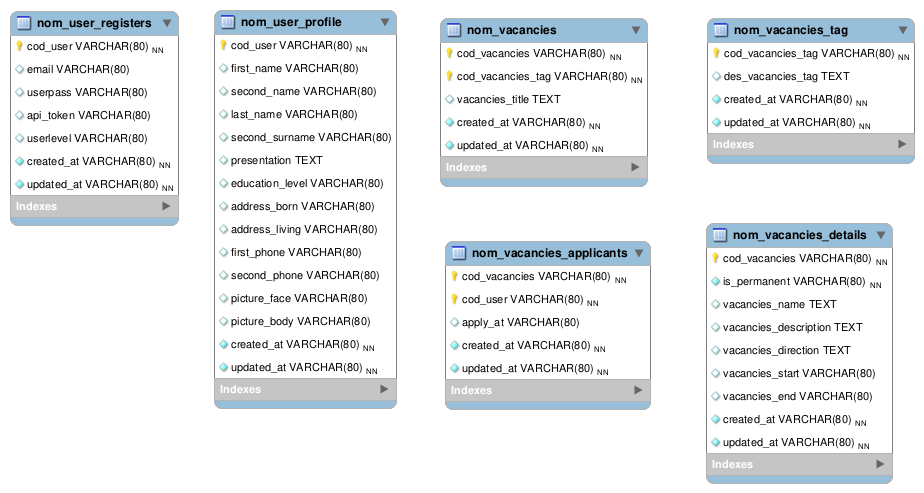 nom_user_registers
cod_user VARCHAR(80) NN
email VARCHAR(80)
userpass VARCHAR(80)
api_token VARCHAR(80)
userlevel VARCHAR(80)
created_at VARCHAR(80) NN
updated_at VARCHAR(80) NN
Indexes
nom_user_profile
cod_user VARCHAR(80) NN
first_name VARCHAR(80)
second_name VARCHAR(80)
last_name VARCHAR(80)
second_surname VARCHAR(80)
presentation TEXT
education_level VARCHAR(80)
address_born VARCHAR(80)
address_living VARCHAR(80)
first_phone VARCHAR(80)
second_phone VARCHAR(80)
picture_face VARCHAR(80)
picture_body VARCHAR(80)
created_at VARCHAR(80) NN
updated_at VARCHAR(80) NN
Indexes
nom_vacancies
cod_vacancies VARCHAR(80) NN
cod_vacancies_tag VARCHAR(80) NN
vacancies_title TEXT
created_at VARCHAR(80) NN
updated_at VARCHAR(80) NN
Indexes
nom_vacancies_tag
cod_vacancies_tag VARCHAR(80) NN
des_vacancies_tag TEXT
created_at VARCHAR(80) NN
updated_at VARCHAR(80) NN
Indexes
nom_vacancies_applicants
cod_vacancies VARCHAR(80) NN
cod_user VARCHAR(80) NN
apply_at VARCHAR(80)
created_at VARCHAR(80) NN
updated_at VARCHAR(80) NN
Indexes
nom_vacancies_details
cod_vacancies VARCHAR(80) NN
is_permanent VARCHAR(80) NN
vacancies_name TEXT
vacancies_description TEXT
vacancies_direction TEXT
vacancies_start VARCHAR(80)
vacancies_end VARCHAR(80)
created_at VARCHAR(80) NN
updated_at VARCHAR(80) NN
Indexes